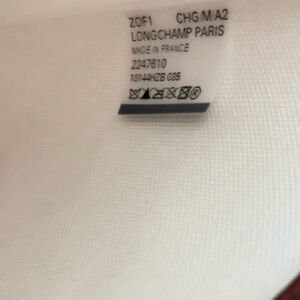 ZOF1 CHG/M/A2
LONGCHAMP PARIS
MADE IN FRANCE
2247610
10144HZB 035